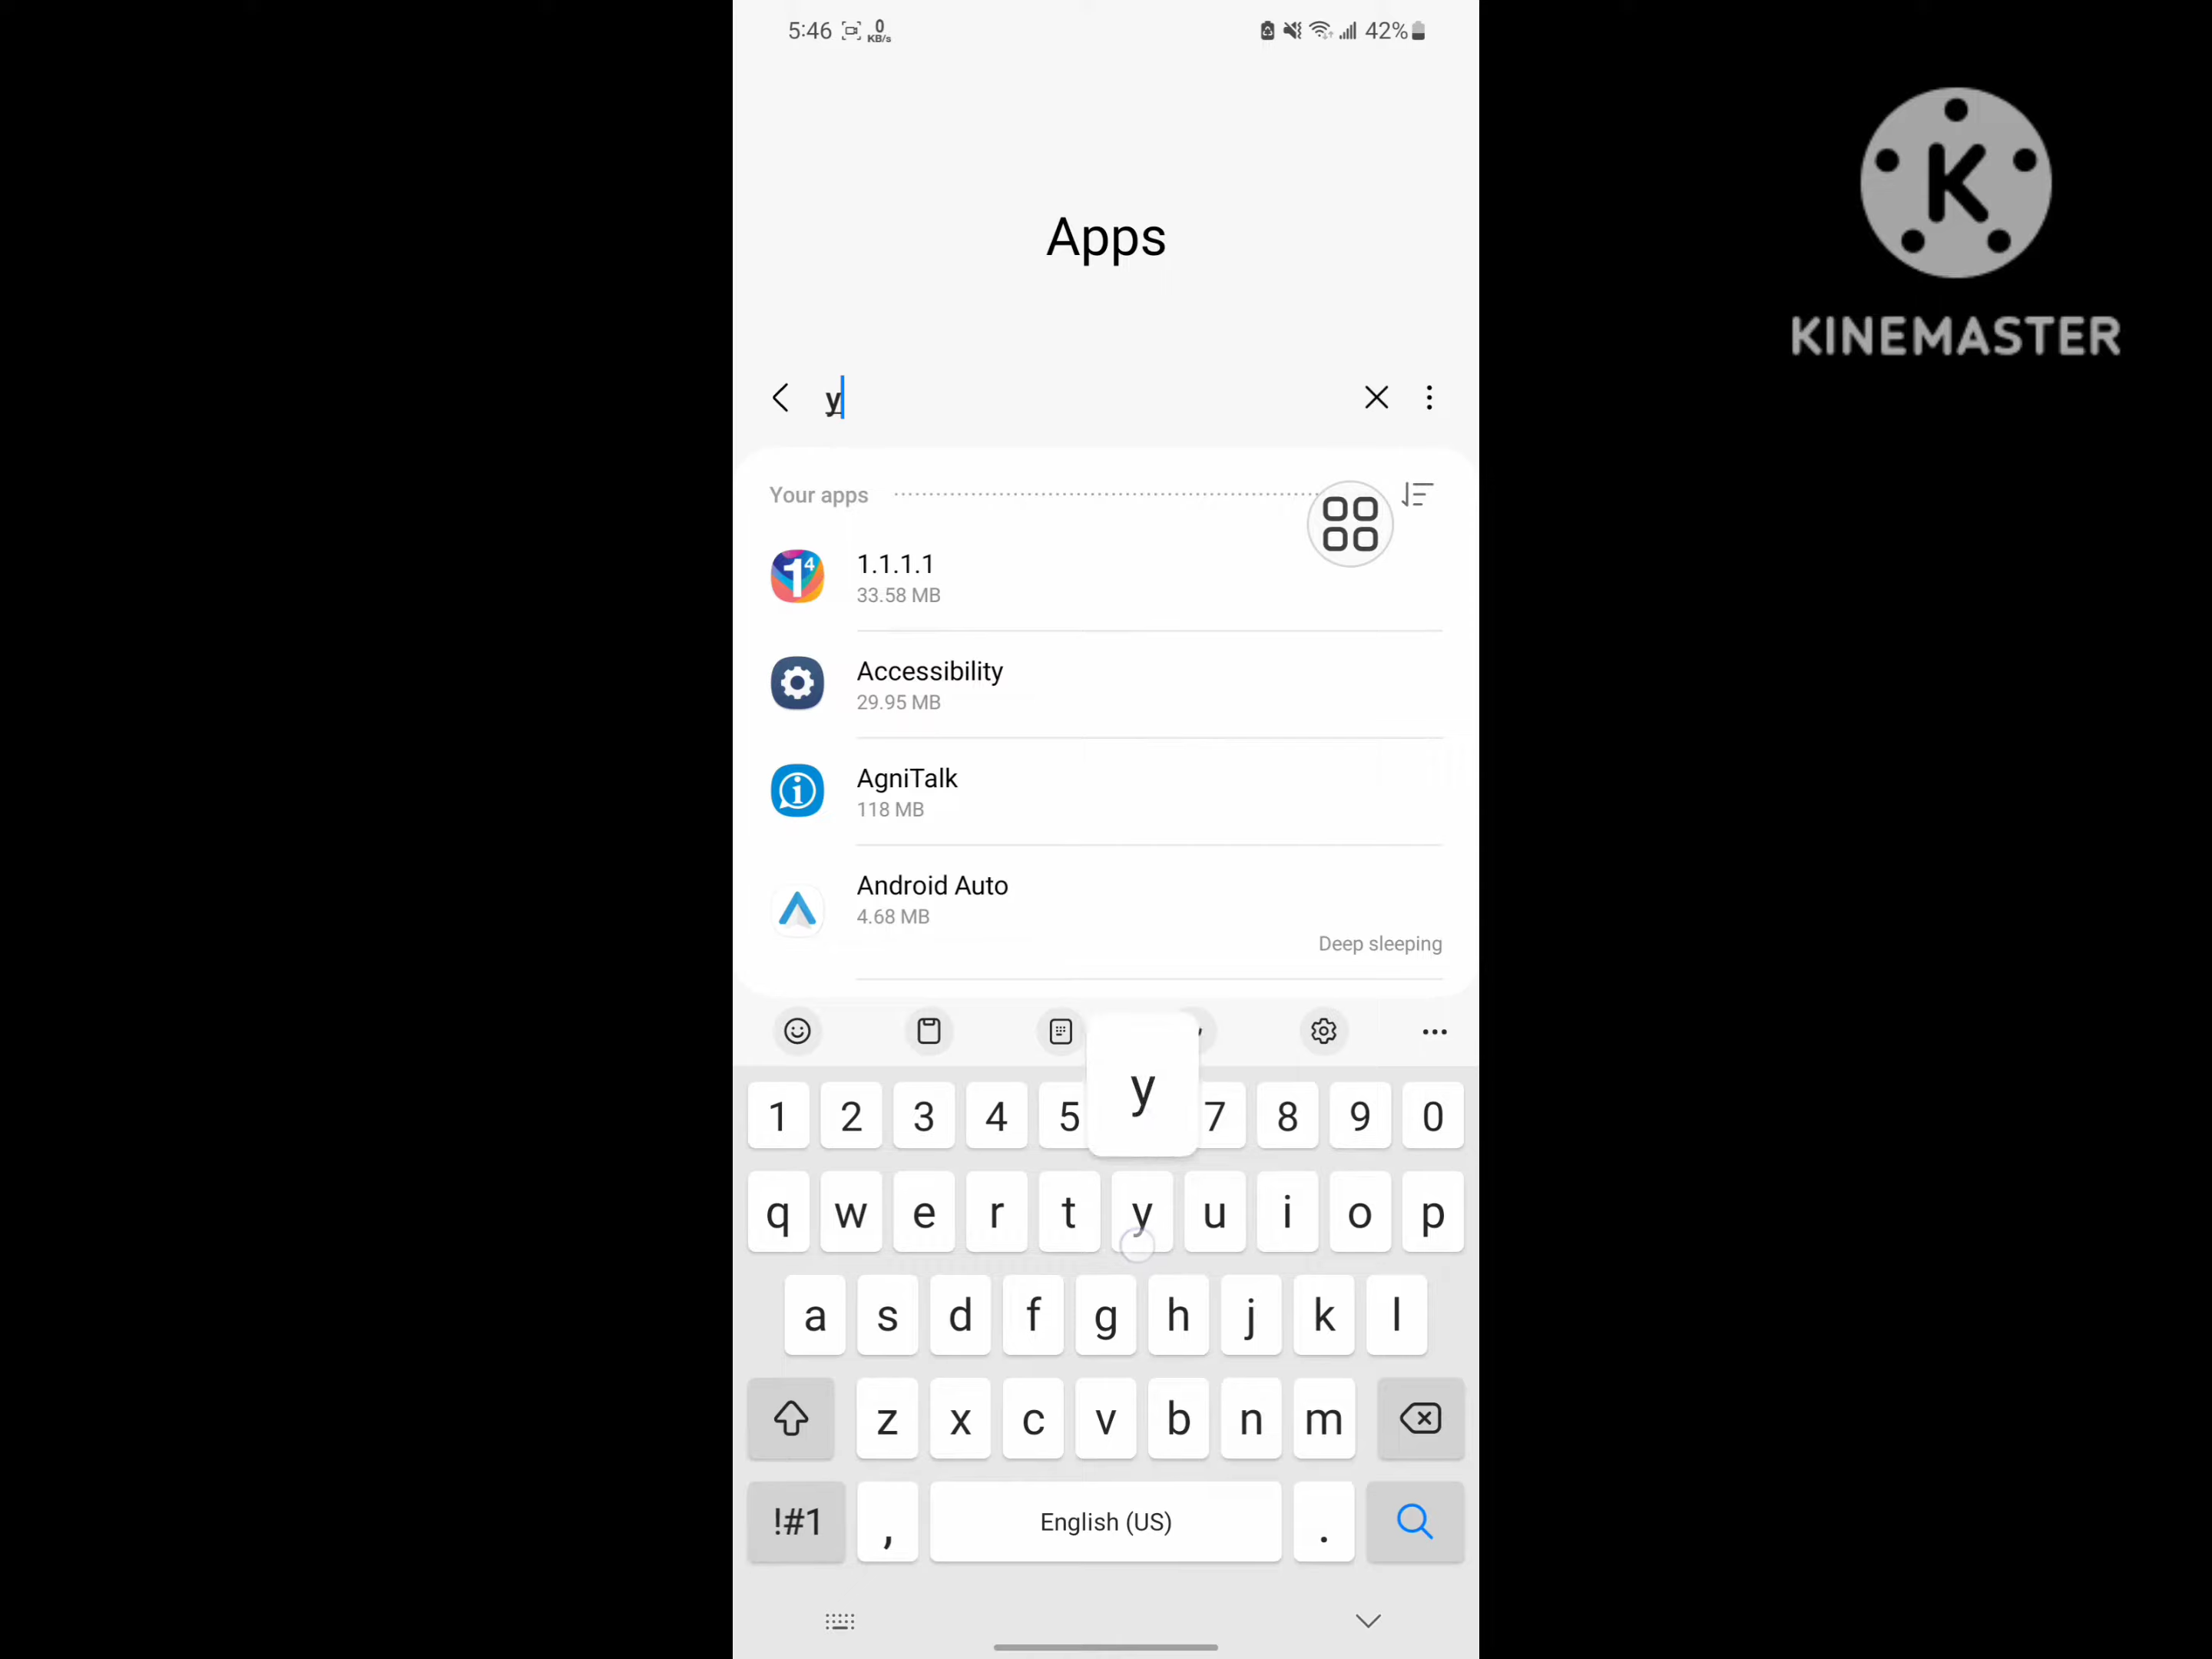 5:46 0 KB/s 42%
K
KINEMASTER
Apps
y
Your apps
1.1.1.1
33.58 MB
Accessibility
29.95 MB
AgniTalk
118 MB
Android Auto
4.68 MB
Deep sleeping
y
1 2 3 4 5 7 8 9 0
q w e r t y u i o p
a s d f g h j k l
z x c v b n m
!#1 , English (US) .